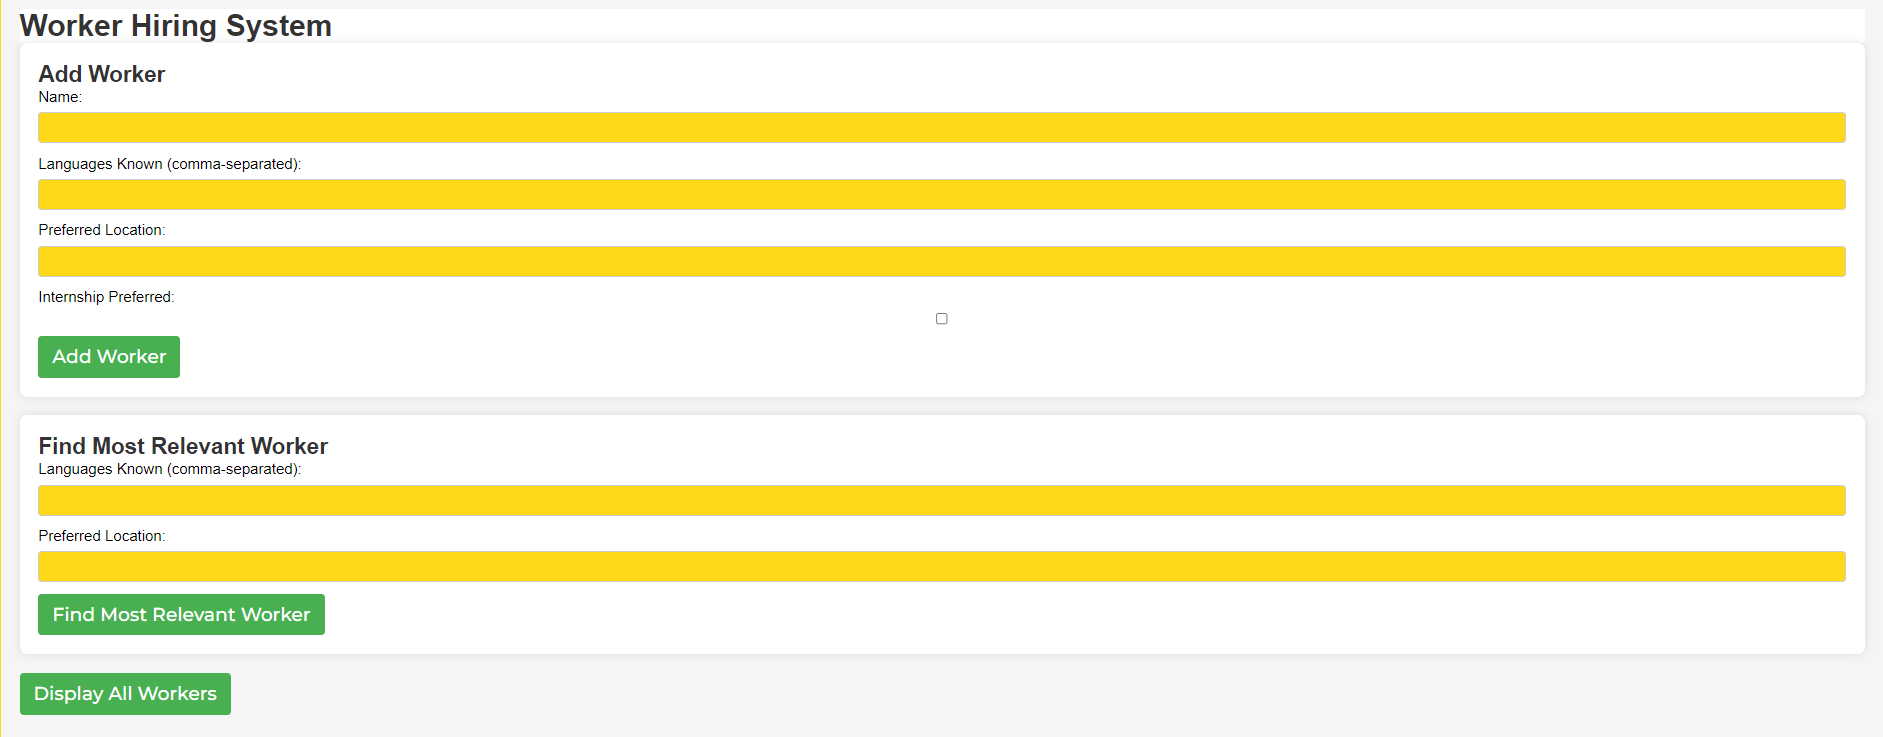 Worker Hiring System
Add Worker
Name:
Languages Known (comma-separated):
Preferred Location:
Internship Preferred:
Add Worker
Find Most Relevant Worker
Languages Known (comma-separated):
Preferred Location:
Find Most Relevant Worker
Display All Workers